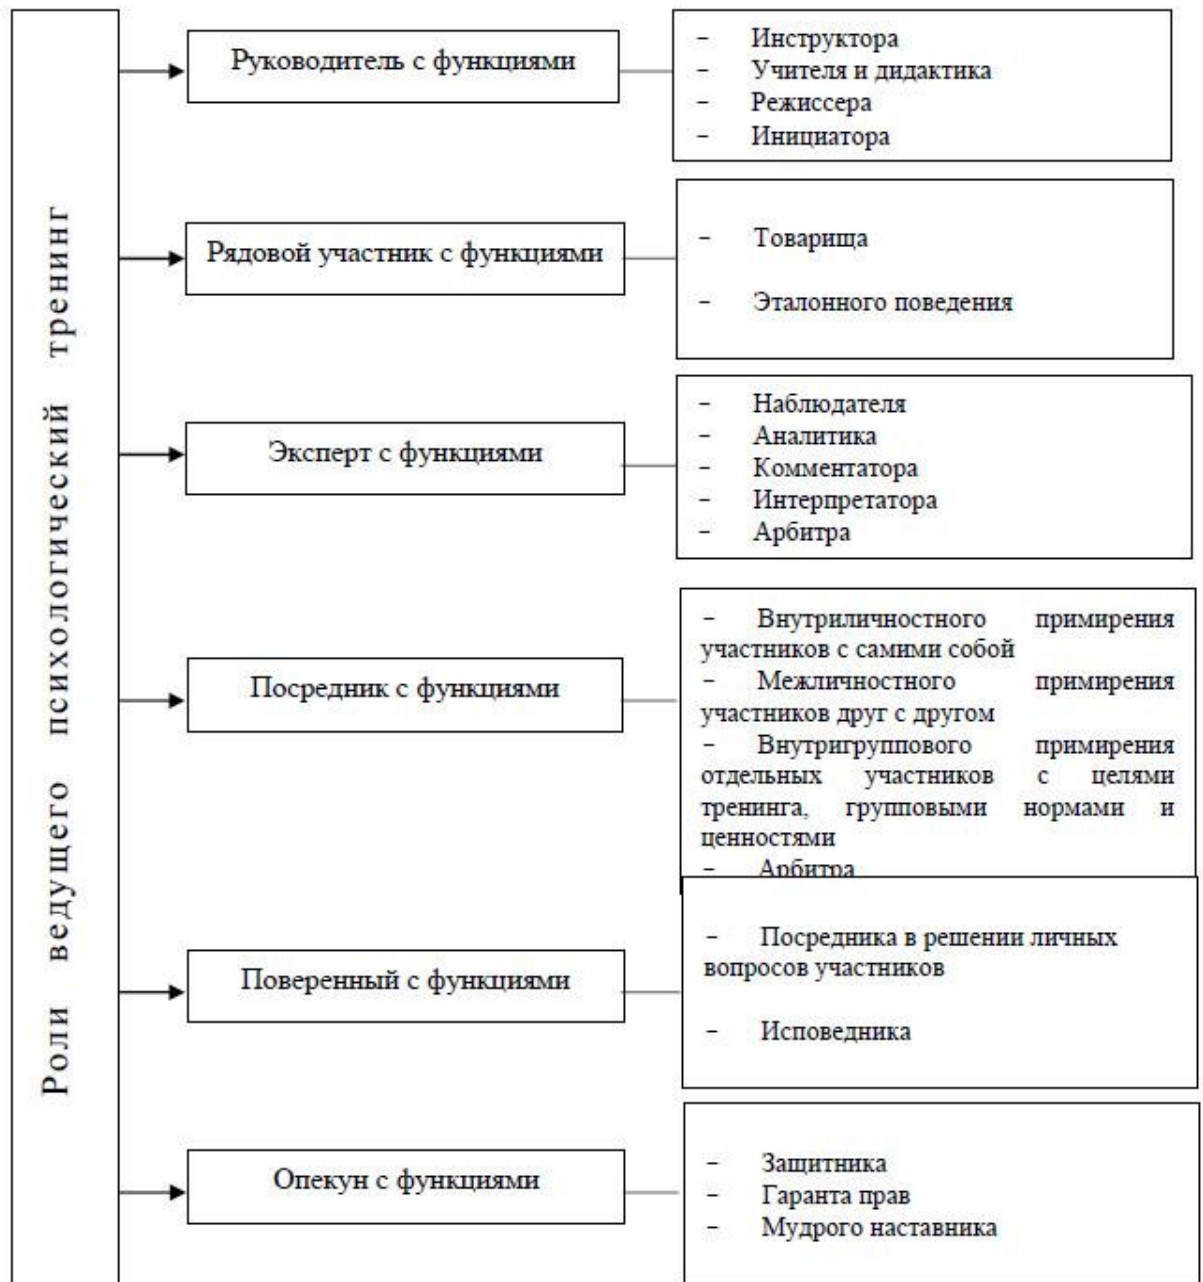 Роли ведущего психологический тренинг
Руководитель с функциями
- Инструктора
- Учителя и дидактика
- Режиссера
- Инициатора
Рядовой участник с функциями
- Товарища
- Эталонного поведения
Эксперт с функциями
- Наблюдателя
- Аналитика
- Комментатора
- Интерпретатора
- Арбитра
Посредник с функциями
- Внутриличностного примирения
участников с самими собой
- Межличностного примирения
участников друг с другом
- Внутригруппового примирения
отдельных участников с целями
тренинга, групповыми нормами и
ценностями
- Арбитра
Поверенный с функциями
- Посредника в решении личных
вопросов участников
- Исповедника
Опекун с функциями
- Защитника
- Гаранта прав
- Мудрого наставника